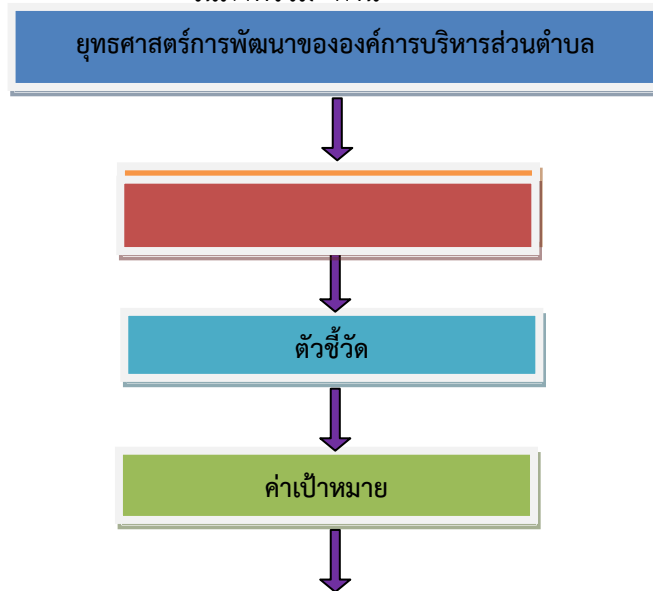 ยุทธศาสตร์การพัฒนาขององค์การบริหารส่วนตำบล
ตัวชี้วัด
ค่าเป้าหมาย